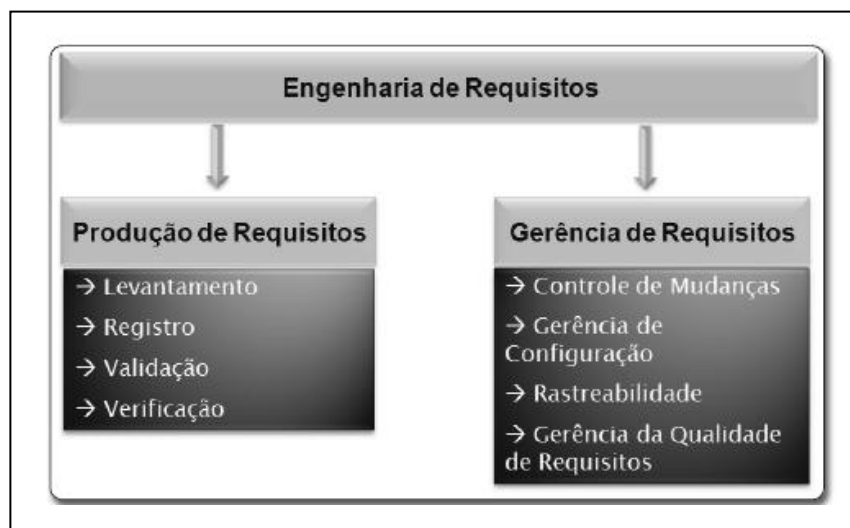 Engenharia de Requisitos
Produção de Requisitos
→ Levantamento
→ Registro
→ Validação
→ Verificação
Gerência de Requisitos
→ Controle de Mudanças
→ Gerência de
Configuração
→ Rastreabilidade
→ Gerência da Qualidade
de Requisitos